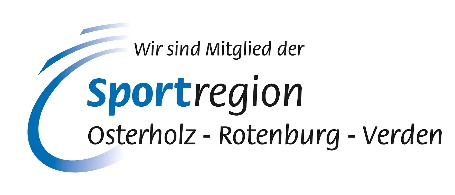 Wir sind Mitglied der
Sportregion
Osterholz - Rotenburg - Verden